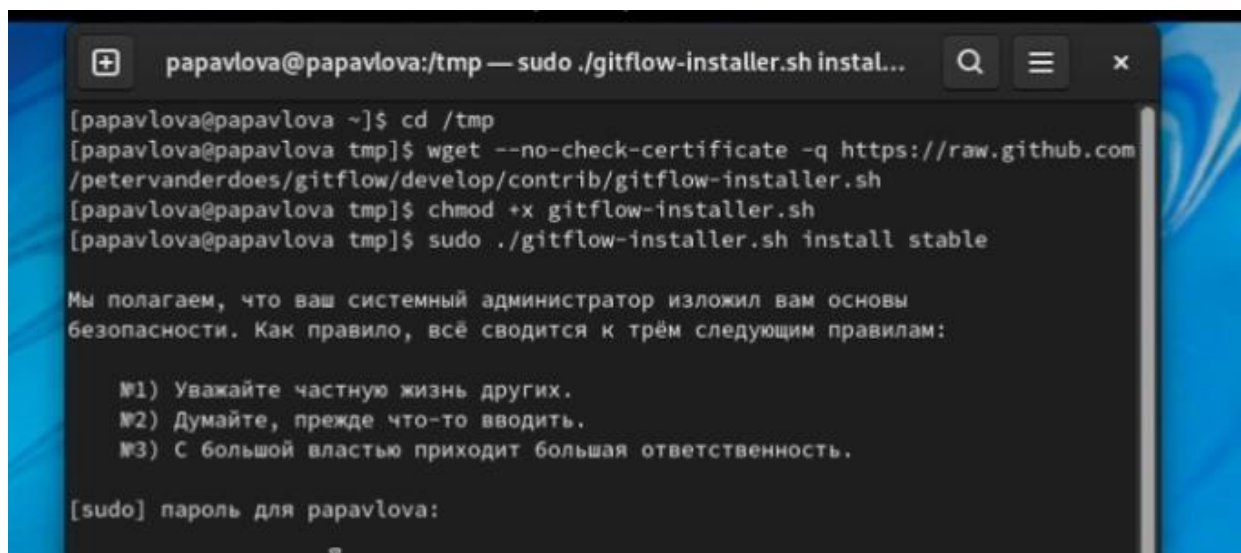 papavlova@papavlova:/tmp — sudo ./gitflow-installer.sh instal...
[papavlova@papavlova ~]$ cd /tmp
[papavlova@papavlova tmp]$ wget --no-check-certificate -q https://raw.github.com
/petervanderdoes/gitflow/develop/contrib/gitflow-installer.sh
[papavlova@papavlova tmp]$ chmod +x gitflow-installer.sh
[papavlova@papavlova tmp]$ sudo ./gitflow-installer.sh install stable
Мы полагаем, что ваш системный администратор изложил вам основы
безопасности. Как правило, всё сводится к трём следующим правилам:
№1) Уважайте частную жизнь других.
№2) Думайте, прежде что-то вводить.
№3) С большой властью приходит большая ответственность.
[sudo] пароль для papavlova: